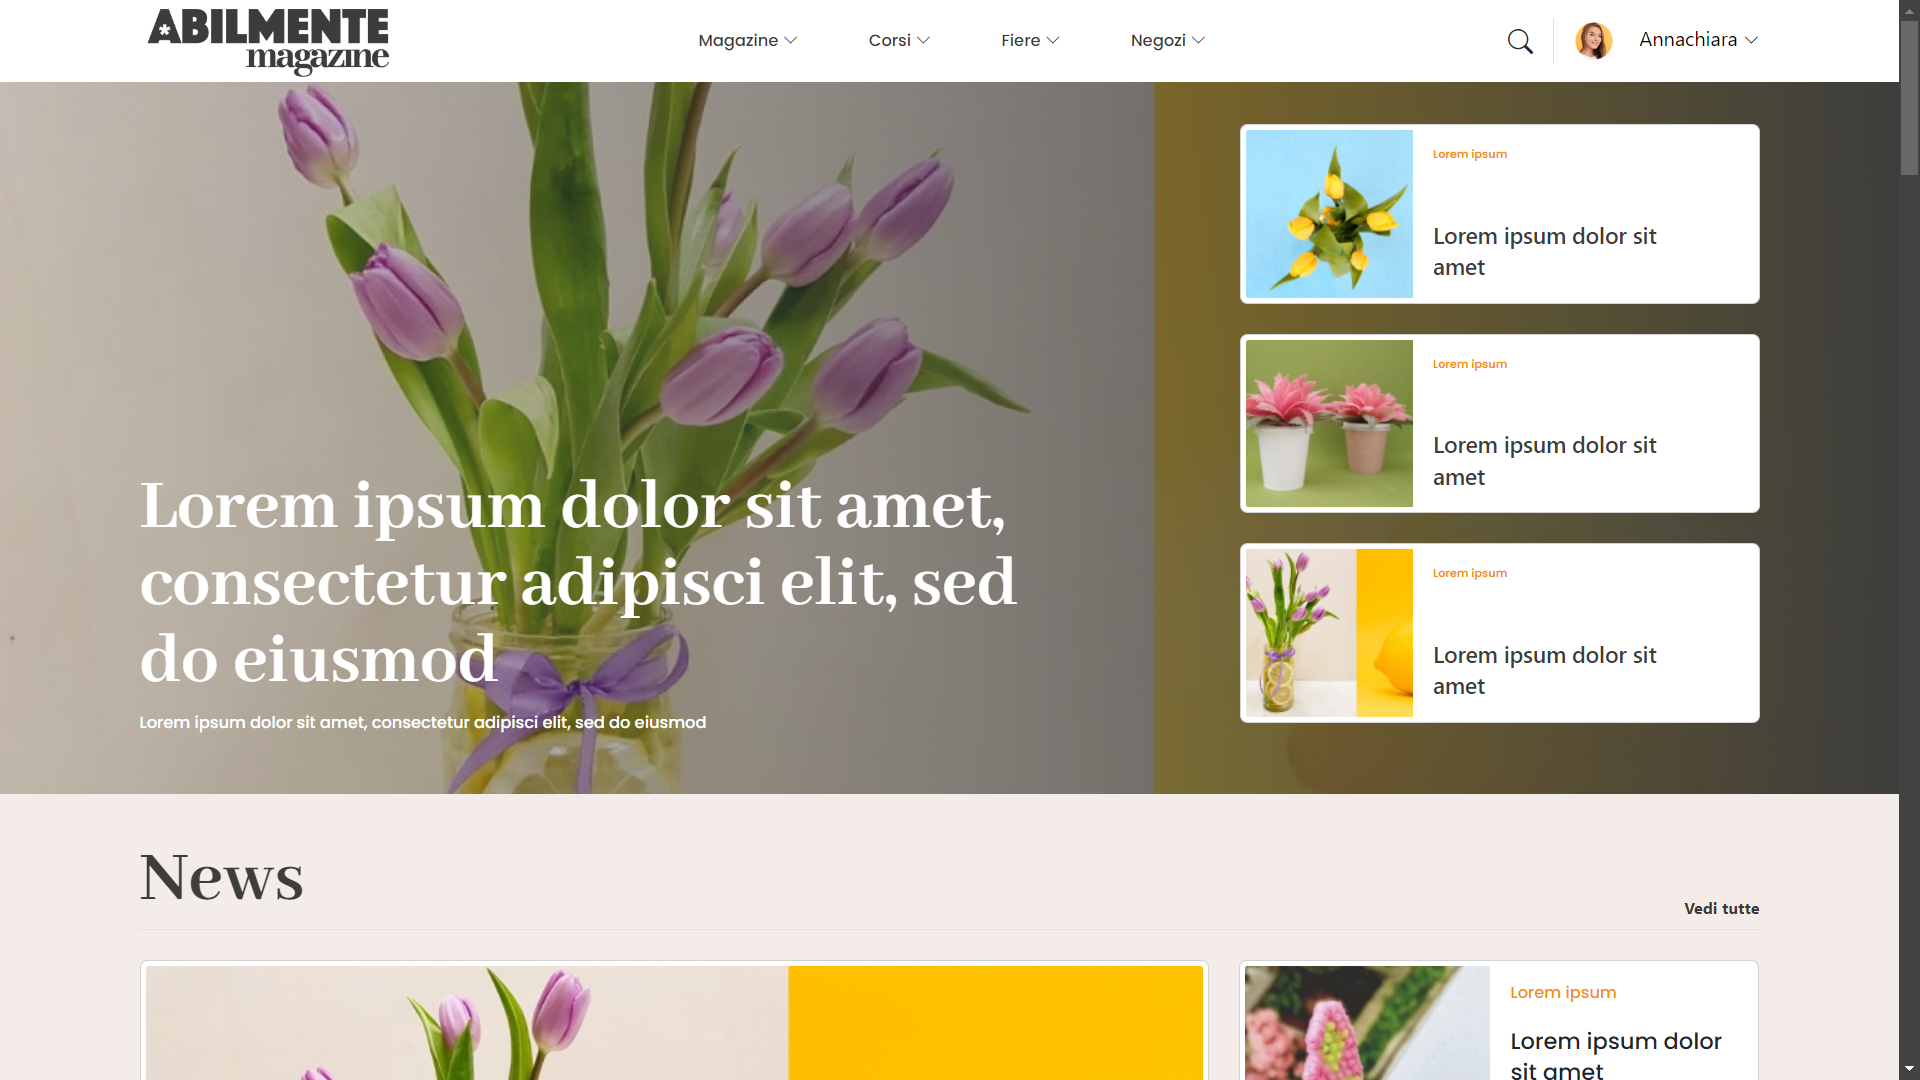 ABILMENTE
magazine
Magazine
Corsi
Fiere
Negozi
Annachiara
Lorem ipsum
Lorem ipsum dolor sit
amet
Lorem ipsum
Lorem ipsum dolor sit
amet
Lorem ipsum
Lorem ipsum dolor sit
amet
Lorem ipsum dolor sit amet,
consectetur adipisci elit, sed
do eiusmod
Lorem ipsum dolor sit amet, consectetur adipisci elit, sed do eiusmod
News
Vedi tutte
Lorem ipsum
Lorem ipsum dolor
sit amet